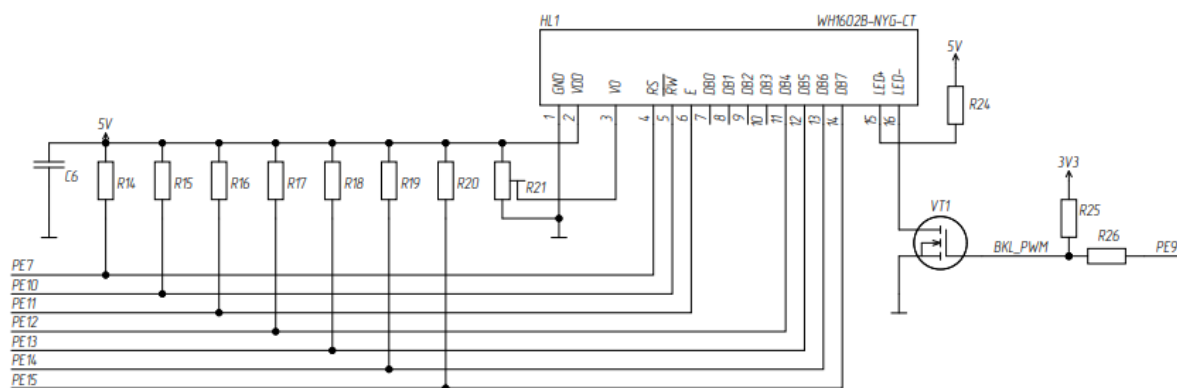 HL1 WH1602B-NYG-CT
GND VDD VO RS RW E DB0 DB1 DB2 DB3 DB4 DB5 DB6 DB7 LED+ LED-
1 2 3 4 5 6 7 8 9 10 11 12 13 14 15 16
5V
R24
5V
C6 R14 R15 R16 R17 R18 R19 R20 R21
3V3
VT1
R25
BKL_PWM R26 PE9
PE7
PE10
PE11
PE12
PE13
PE14
PE15